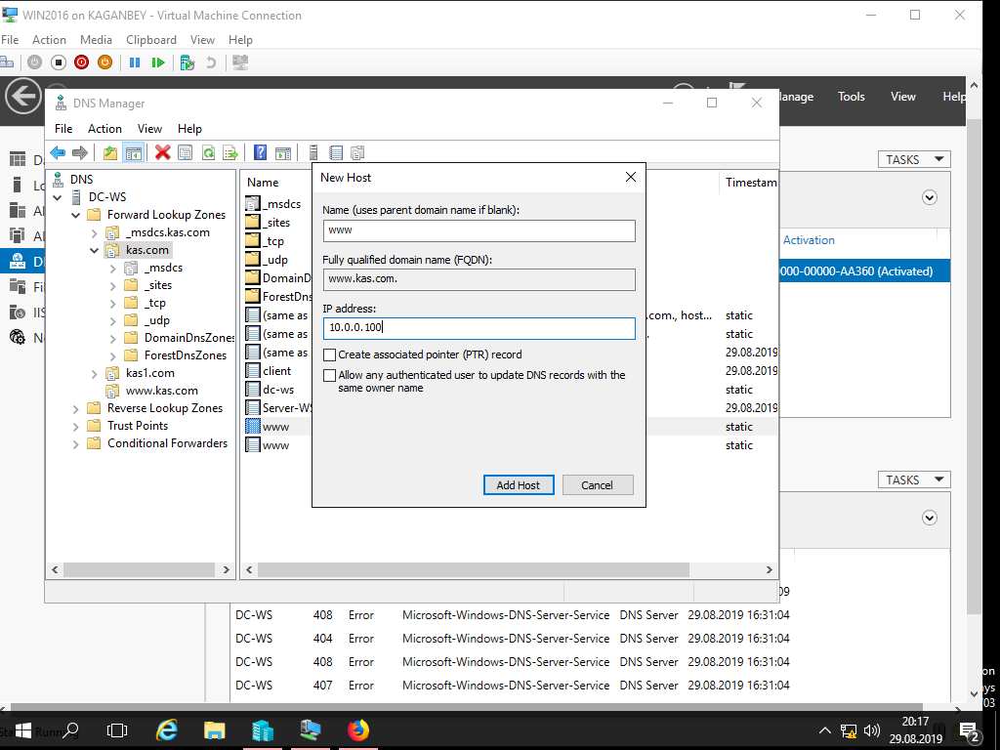 WIN2016 on KAGANBEY - Virtual Machine Connection
File Action Media Clipboard View Help
Manage Tools View Help
DNS Manager
File Action View Help
TASKS
DNS
DC-WS
Forward Lookup Zones
_msdcs.kas.com
kas.com
_msdcs
_sites
_tcp
_udp
DomainDnsZones
ForestDnsZones
kas1.com
www.kas.com
Reverse Lookup Zones
Trust Points
Conditional Forwarders
Name
Timestam
_msdcs
_sites
_tcp
_udp
DomainD
ForestDns
(same as
.com., host... static
(same as
static
(same as
29.08.2019
client
29.08.2019
dc-ws
static
Server-WS
29.08.2019
www
static
www
static
New Host
Name (uses parent domain name if blank):
www
Fully qualified domain name (FQDN):
www.kas.com.
IP address:
10.0.0.100
Create associated pointer (PTR) record
Allow any authenticated user to update DNS records with the
same owner name
Add Host Cancel
Activation
000-00000-AA360 (Activated)
TASKS
09
DC-WS 408 Error Microsoft-Windows-DNS-Server-Service DNS Server 29.08.2019 16:31:04
DC-WS 404 Error Microsoft-Windows-DNS-Server-Service DNS Server 29.08.2019 16:31:04
DC-WS 408 Error Microsoft-Windows-DNS-Server-Service DNS Server 29.08.2019 16:31:04
DC-WS 407 Error Microsoft-Windows-DNS-Server-Service DNS Server 29.08.2019 16:31:04
20:17
29.08.2019
2